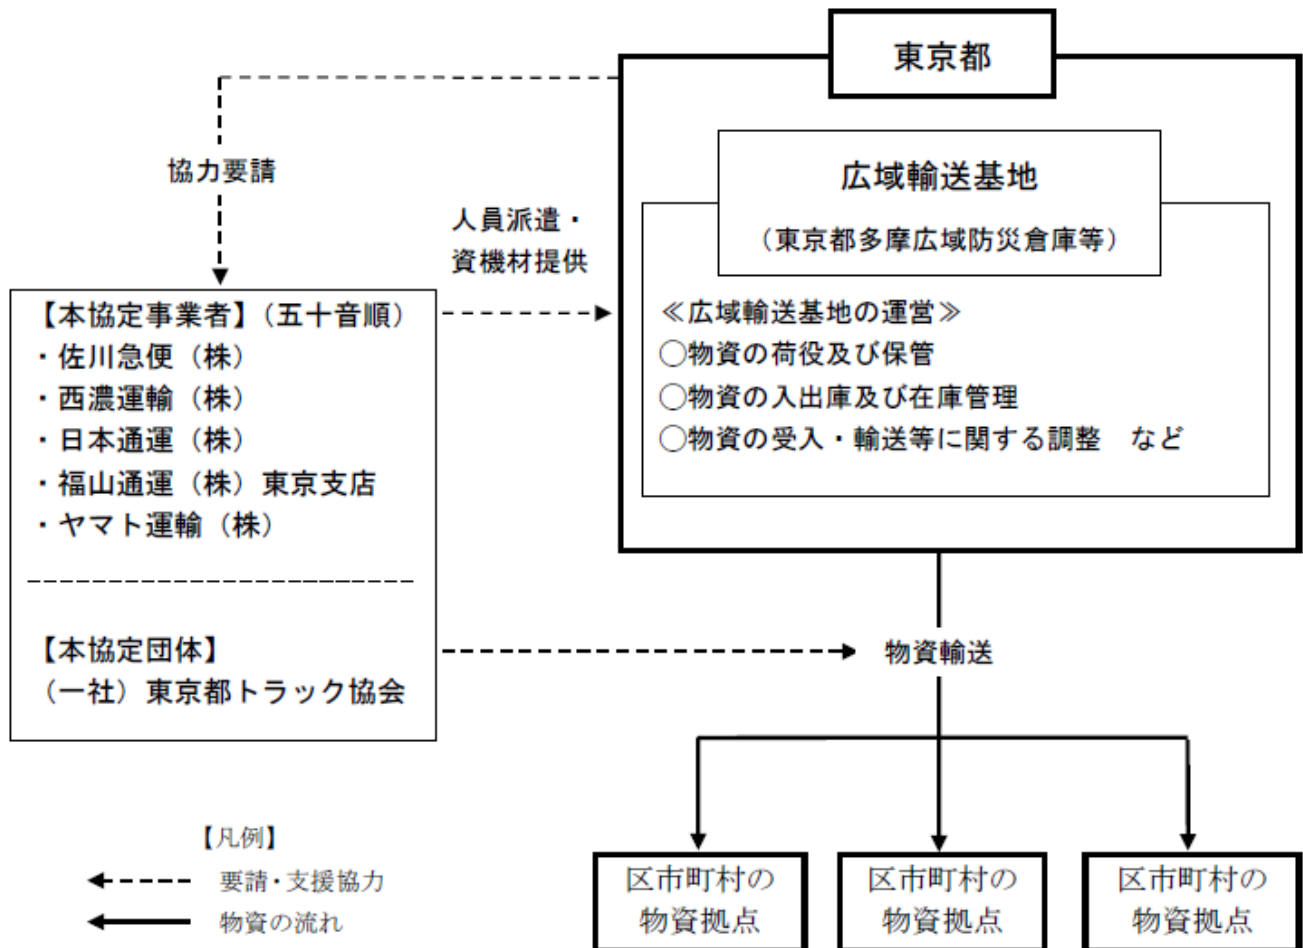 東京都
協力要請
広域輸送基地
（東京都多摩広域防災倉庫等）
人員派遣・
資機材提供
≪広域輸送基地の運営≫
○物資の荷役及び保管
○物資の入出庫及び在庫管理
○物資の受入・輸送等に関する調整　など
【本協定事業者】（五十音順）
・佐川急便（株）
・西濃運輸（株）
・日本通運（株）
・福山通運（株）東京支店
・ヤマト運輸（株）
【本協定団体】
（一社）東京都トラック協会
物資輸送
区市町村の
物資拠点
区市町村の
物資拠点
区市町村の
物資拠点
【凡例】
要請・支援協力
物資の流れ